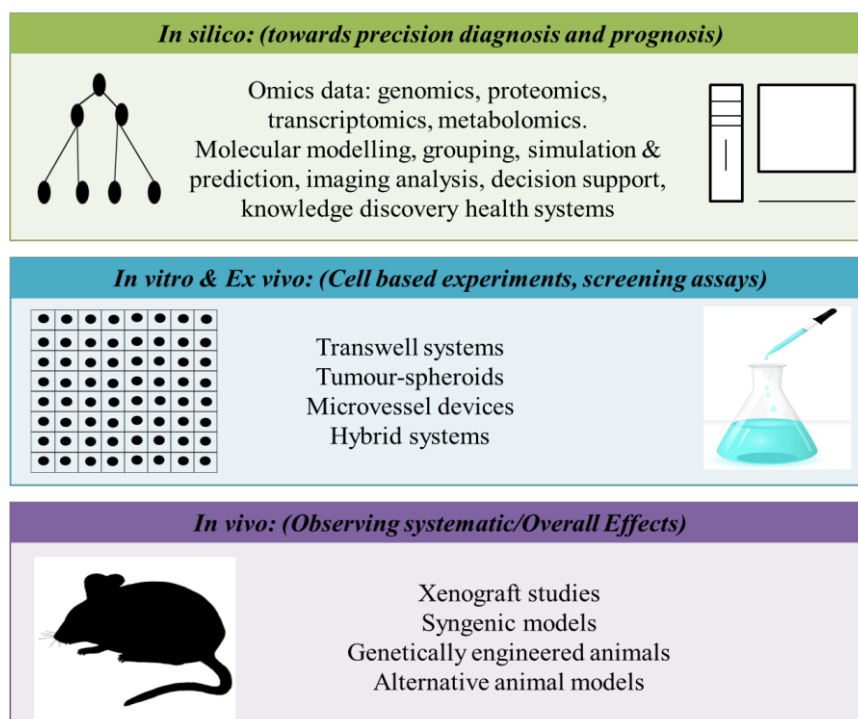 In silico: (towards precision diagnosis and prognosis)
Omics data: genomics, proteomics,
transcriptomics, metabolomics.
Molecular modelling, grouping, simulation &
prediction, imaging analysis, decision support,
knowledge discovery health systems
In vitro & Ex vivo: (Cell based experiments, screening assays)
Transwell systems
Tumour-spheroids
Microvessel devices
Hybrid systems
In vivo: (Observing systematic/Overall Effects)
Xenograft studies
Syngenic models
Genetically engineered animals
Alternative animal models